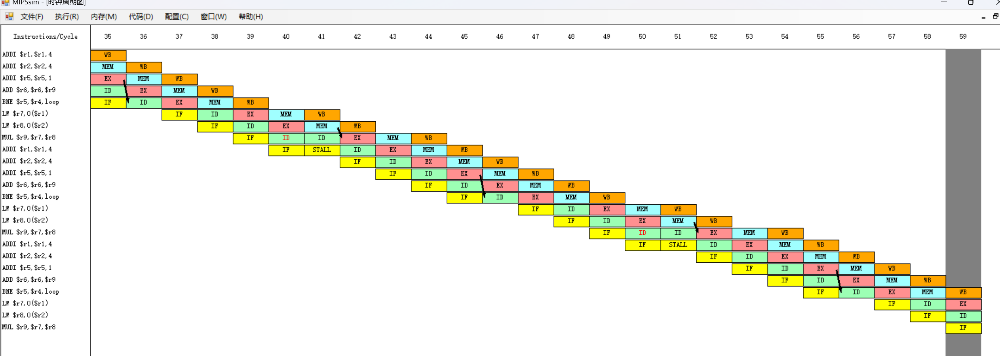 MIPSsim - [时钟周期图]
文件(F) 执行(R) 内存(M) 代码(D) 配置(C) 窗口(W) 帮助(H)
Instructions/Cycle 35 36 37 38 39 40 41 42 43 44 45 46 47 48 49 50 51 52 53 54 55 56 57 58 59
ADDI $r1,$r1,4 WB
ADDI $r2,$r2,4 MEM WB
ADDI $r5,$r5,1 EX MEM WB
ADD $r6,$r6,$r9 ID EX MEM WB
BNE $r5,$r4,loop IF ID EX MEM WB
LW $r7,0($r1) IF ID EX MEM WB
LW $r8,0($r2) IF ID EX MEM WB
MUL $r9,$r7,$r8 IF ID ID EX MEM WB
ADDI $r1,$r1,4 IF STALL ID EX MEM WB
ADDI $r2,$r2,4 IF ID EX MEM WB
ADDI $r5,$r5,1 IF ID EX MEM WB
ADD $r6,$r6,$r9 IF ID EX MEM WB
BNE $r5,$r4,loop IF ID EX MEM WB
LW $r7,0($r1) IF ID EX MEM WB
LW $r8,0($r2) IF ID EX MEM WB
MUL $r9,$r7,$r8 IF ID ID EX MEM WB
ADDI $r1,$r1,4 IF STALL ID EX MEM WB
ADDI $r2,$r2,4 IF ID EX MEM WB
ADDI $r5,$r5,1 IF ID EX MEM WB
ADD $r6,$r6,$r9 IF ID EX MEM WB
BNE $r5,$r4,loop IF ID EX MEM WB
LW $r7,0($r1) IF ID EX
LW $r8,0($r2) IF ID
MUL $r9,$r7,$r8 IF